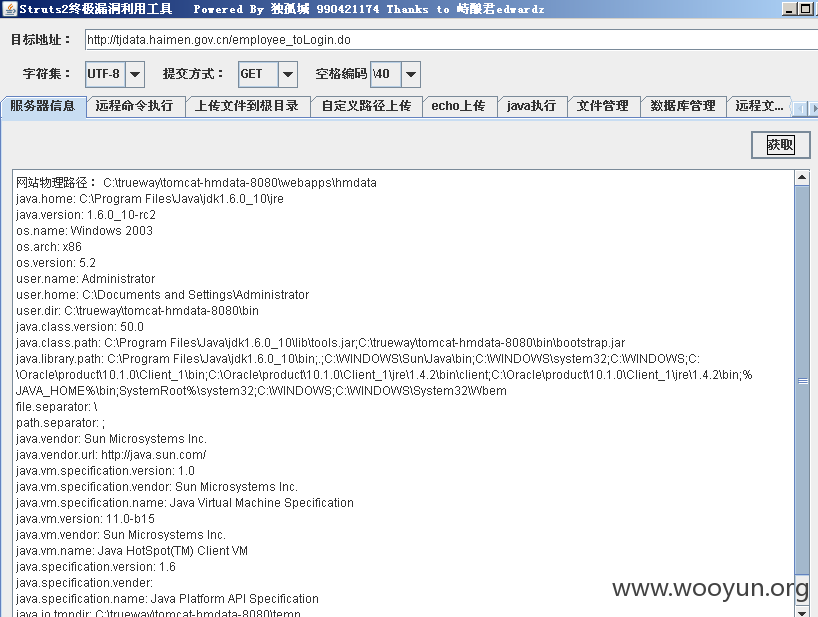 Struts2终极漏洞利用工具 Powered By 独孤城 990421174 Thanks to 峙酿君edwardz
目标地址： http://tjdata.haimen.gov.cn/employee_toLogin.do
字符集： UTF-8 提交方式： GET 空格编码 \40
服务器信息 远程命令执行 上传文件到根目录 自定义路径上传 echo上传 java执行 文件管理 数据库管理 远程文...
获取
网站物理路径： C:\trueway\tomcat-hmdata-8080\webapps\hmdata
java.home: C:\Program Files\Java\jdk1.6.0_10\jre
java.version: 1.6.0_10-rc2
os.name: Windows 2003
os.arch: x86
os.version: 5.2
user.name: Administrator
user.home: C:\Documents and Settings\Administrator
user.dir: C:\trueway\tomcat-hmdata-8080\bin
java.class.version: 50.0
java.class.path: C:\Program Files\Java\jdk1.6.0_10\lib\tools.jar;C:\trueway\tomcat-hmdata-8080\bin\bootstrap.jar
java.library.path: C:\Program Files\Java\jdk1.6.0_10\bin;.;C:\WINDOWS\Sun\Java\bin;C:\WINDOWS\system32;C:\WINDOWS;C:
\Oracle\product\10.1.0\Client_1\bin;C:\Oracle\product\10.1.0\Client_1\jre\1.4.2\bin\client;C:\Oracle\product\10.1.0\Client_1\jre\1.4.2\bin;%
JAVA_HOME%\bin;SystemRoot%\system32;C:\WINDOWS;C:\WINDOWS\System32\Wbem
file.separator: \
path.separator: ;
java.vendor: Sun Microsystems Inc.
java.vendor.url: http://java.sun.com/
java.vm.specification.version: 1.0
java.vm.specification.vendor: Sun Microsystems Inc.
java.vm.specification.name: Java Virtual Machine Specification
java.vm.version: 11.0-b15
java.vm.vendor: Sun Microsystems Inc.
java.vm.name: Java HotSpot(TM) Client VM
java.specification.version: 1.6
java.specification.vender:
java.specification.name: Java Platform API Specification
java.io.tmpdir: C:\trueway\tomcat-hmdata-8080\temp
www.wooyun.org